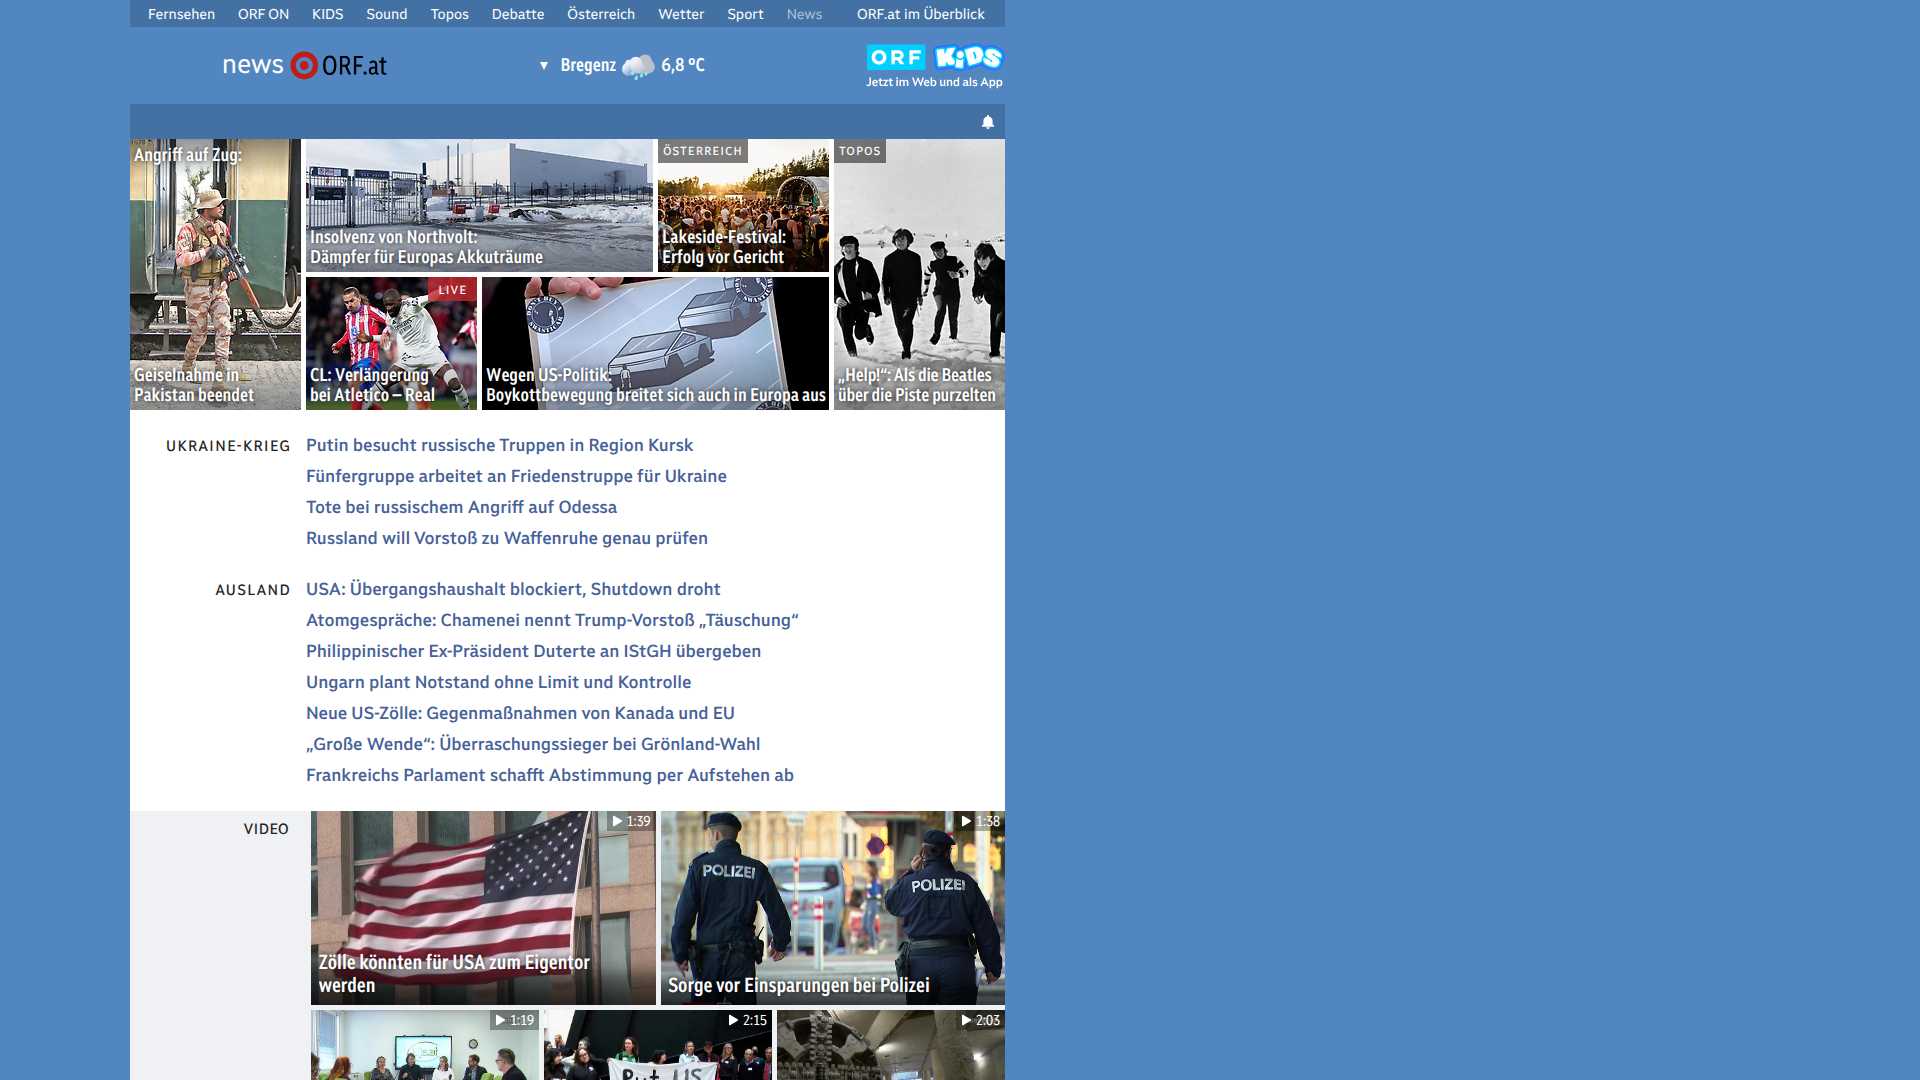 Fernsehen ORF ON KIDS Sound Topos Debatte Österreich Wetter Sport News ORF.at im Überblick
news ORF.at
▼ Bregenz 6,8 °C
ORF KiDS
Jetzt im Web und als App
Angriff auf Zug:
Geiselnahme in
Pakistan beendet
Insolvenz von Northvolt:
Dämpfer für Europas Akkuträume
ÖSTERREICH
Lakeside-Festival:
Erfolg vor Gericht
TOPOS
„Help!“: Als die Beatles
über die Piste purzelten
LIVE
CL: Verlängerung
bei Atletico – Real
Wegen US-Politik:
Boykottbewegung breitet sich auch in Europa aus
UKRAINE-KRIEG
Putin besucht russische Truppen in Region Kursk
Fünfergruppe arbeitet an Friedenstruppe für Ukraine
Tote bei russischem Angriff auf Odessa
Russland will Vorstoß zu Waffenruhe genau prüfen
AUSLAND
USA: Übergangshaushalt blockiert, Shutdown droht
Atomgespräche: Chamenei nennt Trump-Vorstoß „Täuschung“
Philippinischer Ex-Präsident Duterte an IStGH übergeben
Ungarn plant Notstand ohne Limit und Kontrolle
Neue US-Zölle: Gegenmaßnahmen von Kanada und EU
„Große Wende“: Überraschungssieger bei Grönland-Wahl
Frankreichs Parlament schafft Abstimmung per Aufstehen ab
VIDEO
1:39
Zölle könnten für USA zum Eigentor
werden
1:38
POLIZEI
POLIZEI
Sorge vor Einsparungen bei Polizei
1:19
2:15
2:03